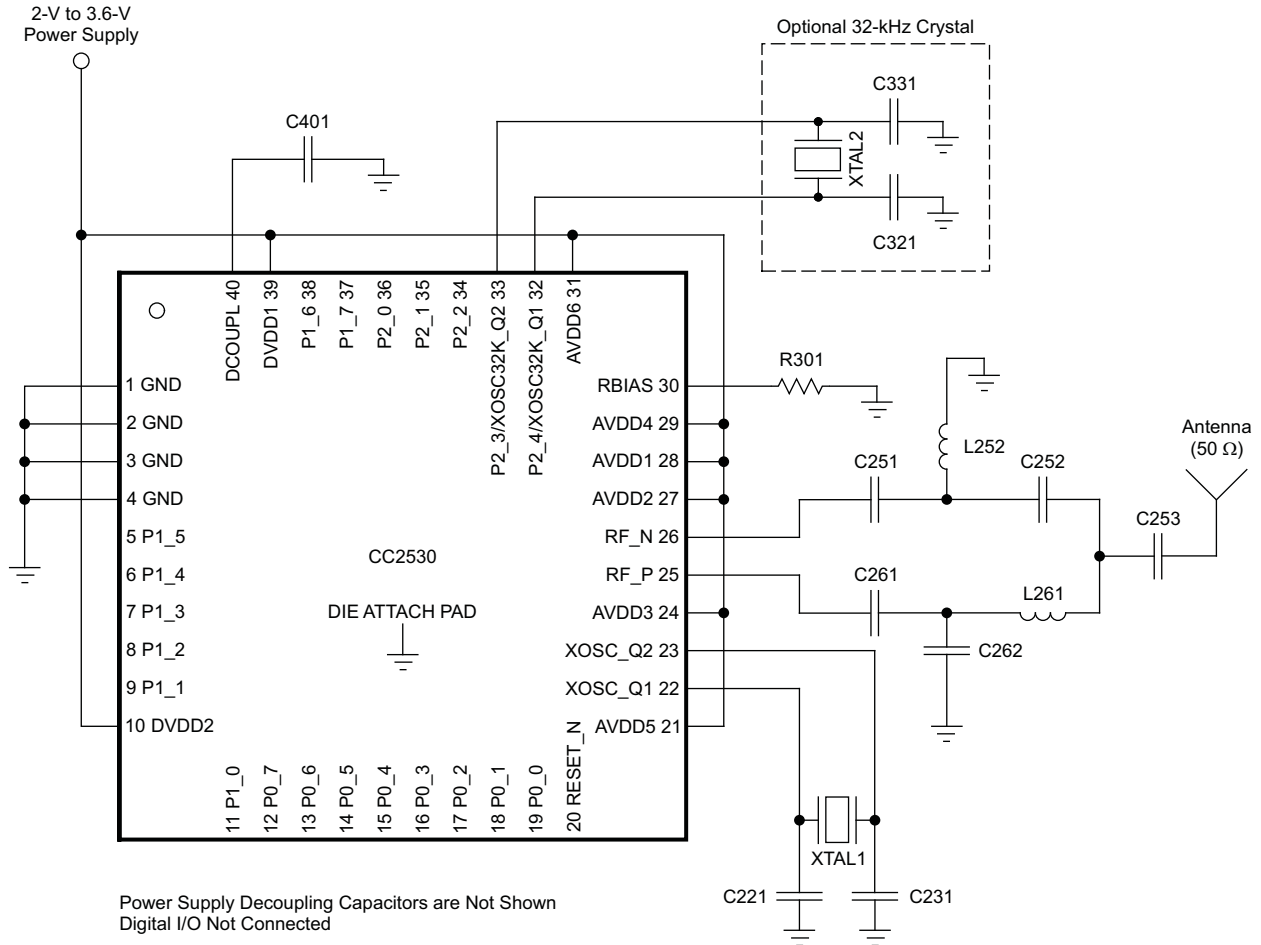 2-V to 3.6-V
Power Supply
Optional 32-kHz Crystal
C331
C401
XTAL2
C321
DCOUPL 40
DVDD1 39
P1_6 38
P1_7 37
P2_0 36
P2_1 35
P2_2 34
P2_3/XOSC32K_Q2 33
P2_4/XOSC32K_Q1 32
AVDD6 31
1 GND
2 GND
3 GND
4 GND
5 P1_5
6 P1_4
7 P1_3
8 P1_2
9 P1_1
10 DVDD2
CC2530
DIE ATTACH PAD
RBIAS 30
AVDD4 29
AVDD1 28
AVDD2 27
RF_N 26
RF_P 25
AVDD3 24
XOSC_Q2 23
XOSC_Q1 22
AVDD5 21
R301
L252
C251
C252
Antenna
(50 Ω)
C253
C261
L261
C262
11 P1_0
12 P0_7
13 P0_6
14 P0_5
15 P0_4
16 P0_3
17 P0_2
18 P0_1
19 P0_0
20 RESET_N
XTAL1
C221
C231
Power Supply Decoupling Capacitors are Not Shown
Digital I/O Not Connected